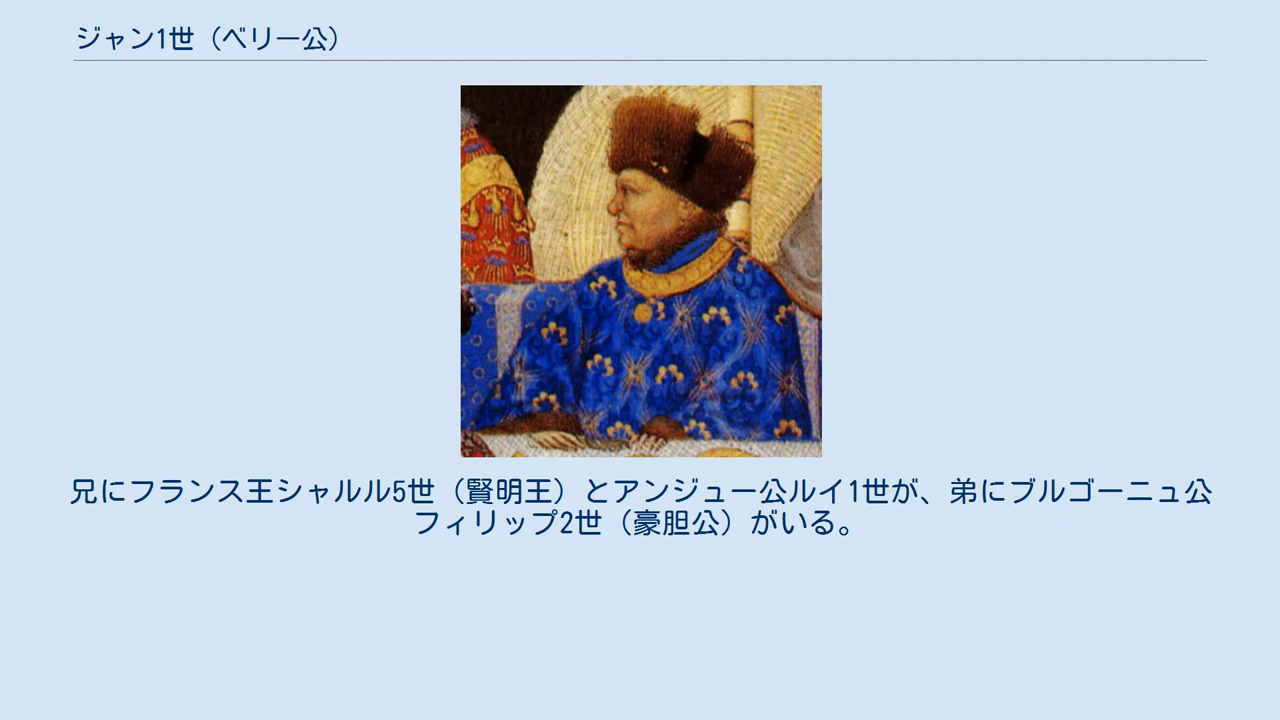 ジャン1世（ベリー公）
兄にフランス王シャルル5世（賢明王）とアンジュー公ルイ1世が、弟にブルゴーニュ公
フィリップ2世（豪胆公）がいる。